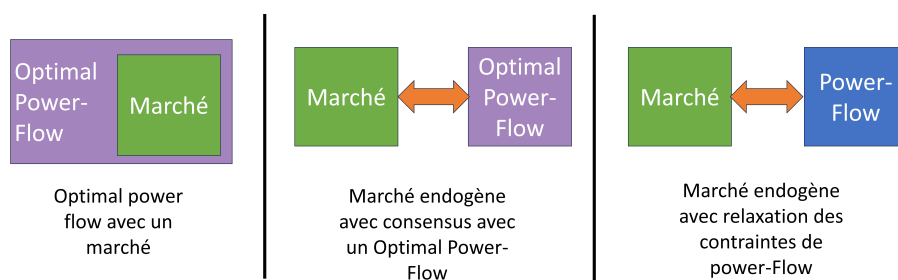 Optimal
Power-
Flow
Marché
Optimal power
flow avec un
marché
Marché
Optimal
Power-
Flow
Marché endogène
avec consensus avec
un Optimal Power-
Flow
Marché
Power-
Flow
Marché endogène
avec relaxation des
contraintes de
power-Flow